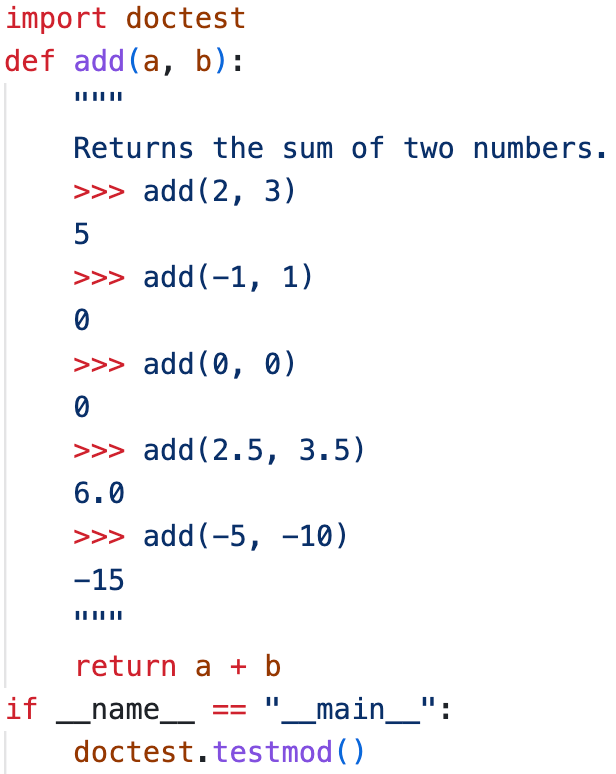 import doctest
def add(a, b):
    """
    Returns the sum of two numbers.
    >>> add(2, 3)
    5
    >>> add(-1, 1)
    0
    >>> add(0, 0)
    0
    >>> add(2.5, 3.5)
    6.0
    >>> add(-5, -10)
    -15
    """
    return a + b
if __name__ == "__main__":
    doctest.testmod()